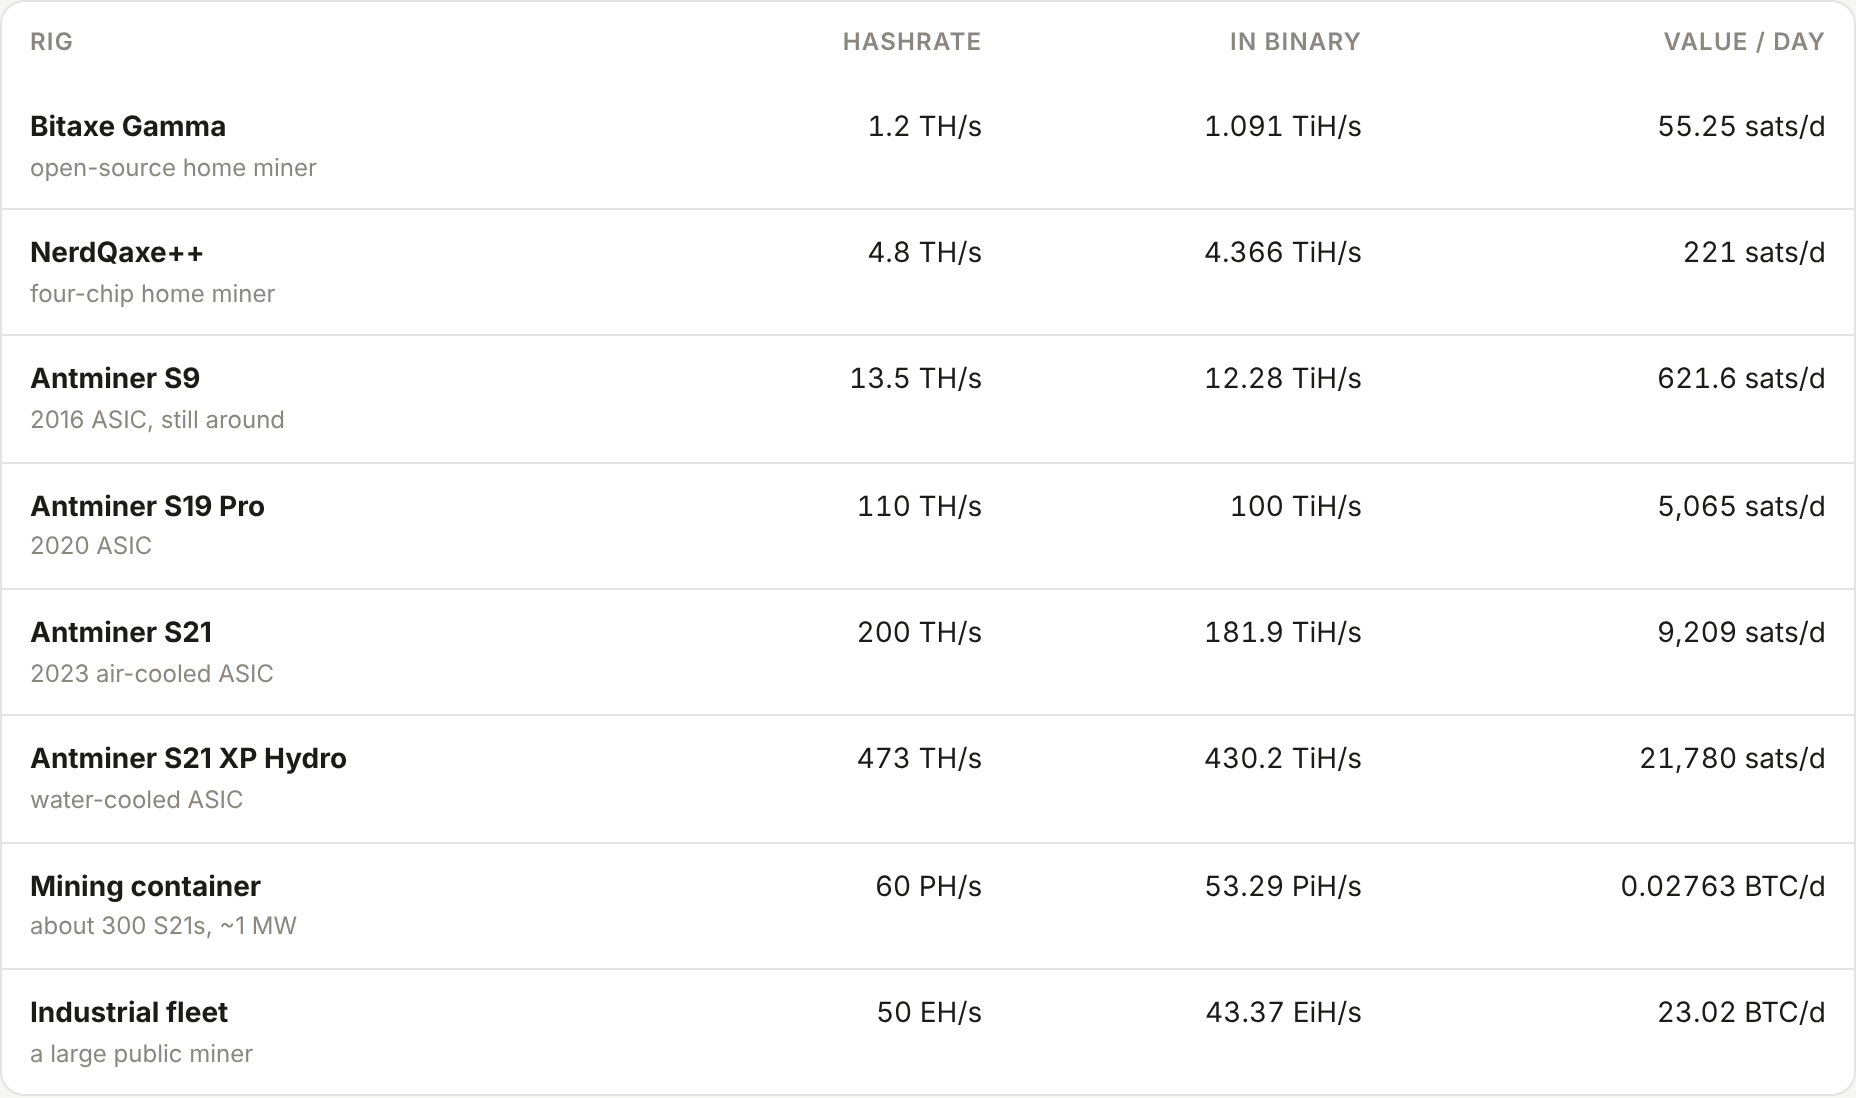 RIG HASHRATE IN BINARY VALUE / DAY
Bitaxe Gamma 1.2 TH/s 1.091 TiH/s 55.25 sats/d
open-source home miner
NerdQaxe++ 4.8 TH/s 4.366 TiH/s 221 sats/d
four-chip home miner
Antminer S9 13.5 TH/s 12.28 TiH/s 621.6 sats/d
2016 ASIC, still around
Antminer S19 Pro 110 TH/s 100 TiH/s 5,065 sats/d
2020 ASIC
Antminer S21 200 TH/s 181.9 TiH/s 9,209 sats/d
2023 air-cooled ASIC
Antminer S21 XP Hydro 473 TH/s 430.2 TiH/s 21,780 sats/d
water-cooled ASIC
Mining container 60 PH/s 53.29 PiH/s 0.02763 BTC/d
about 300 S21s, ~1 MW
Industrial fleet 50 EH/s 43.37 EiH/s 23.02 BTC/d
a large public miner